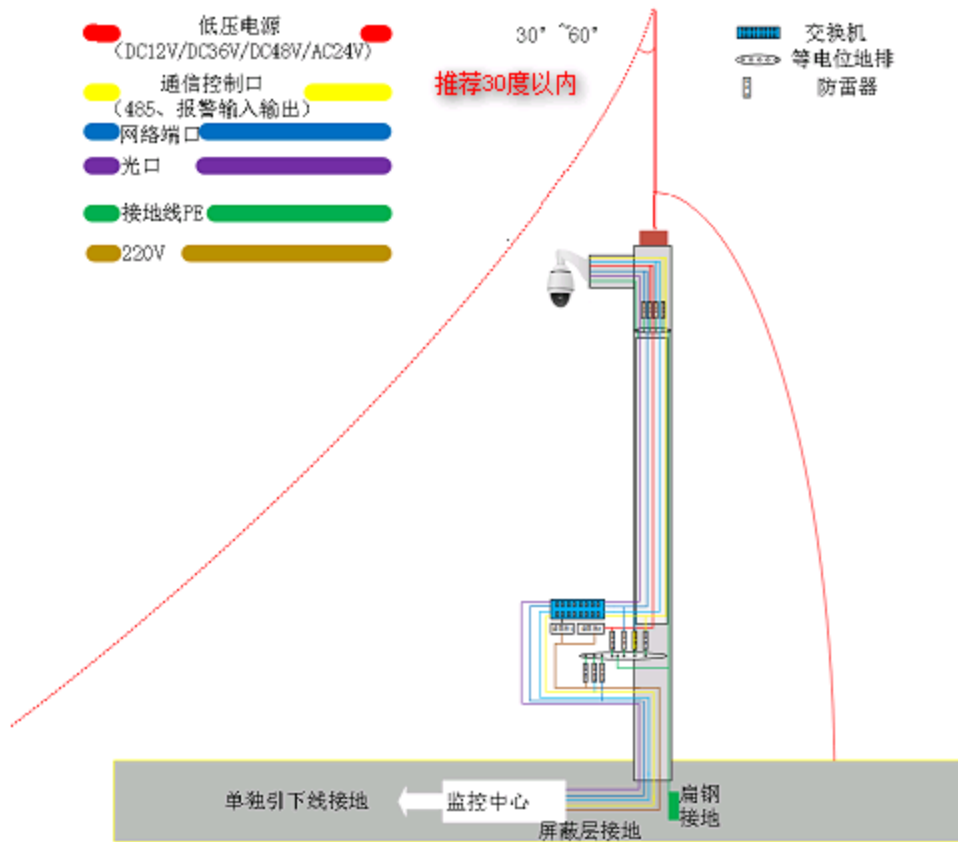 低压电源
（DC12V/DC36V/DC48V/AC24V）
通信控制口
（485、报警输入输出）
网络端口
光口
接地线PE
220V
30°~60°
推荐30度以内
交换机
等电位地排
防雷器
单独引下线接地
监控中心
屏蔽层接地
扁钢
接地